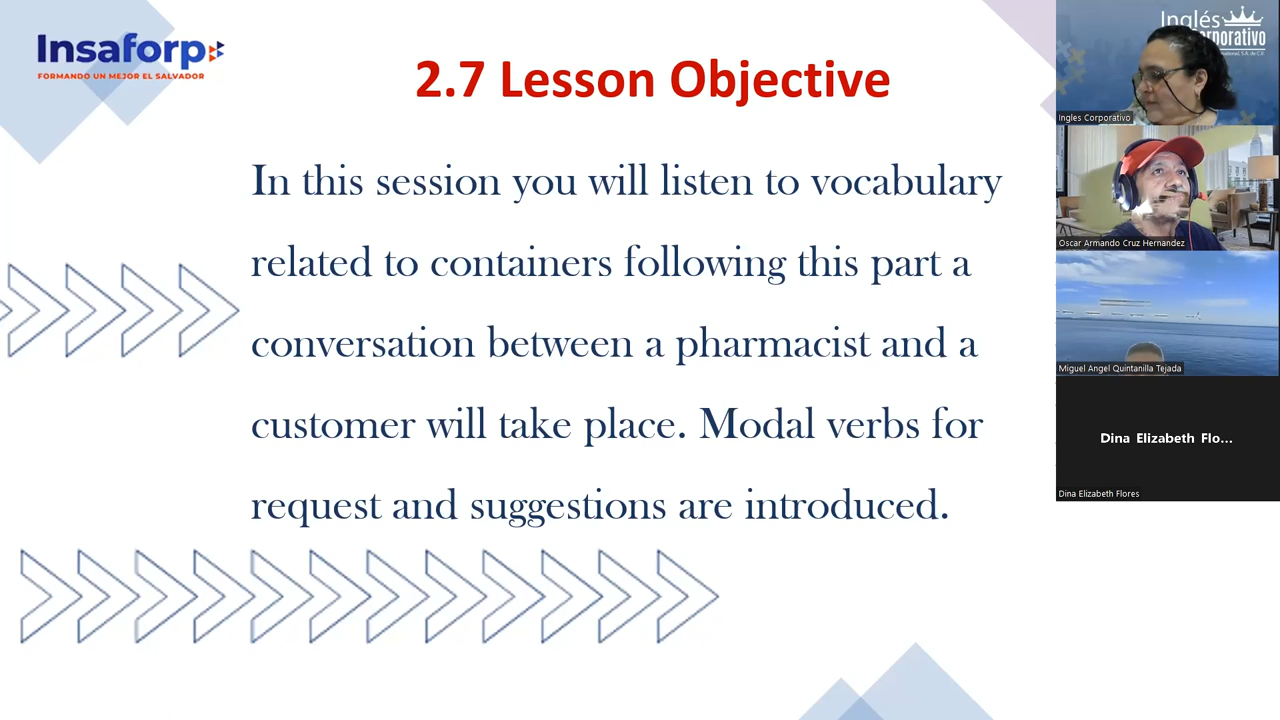 Insaforp
FORMANDO UN MEJOR EL SALVADOR
2.7 Lesson Objective
In this session you will listen to vocabulary
related to containers following this part a
conversation between a pharmacist and a
customer will take place. Modal verbs for
request and suggestions are introduced.
Inglés
Corporativo
Ingles Corporativo
Oscar Armando Cruz Hernandez
Miguel Angel Quintanilla Tejada
Dina Elizabeth Flo...
Dina Elizabeth Flores